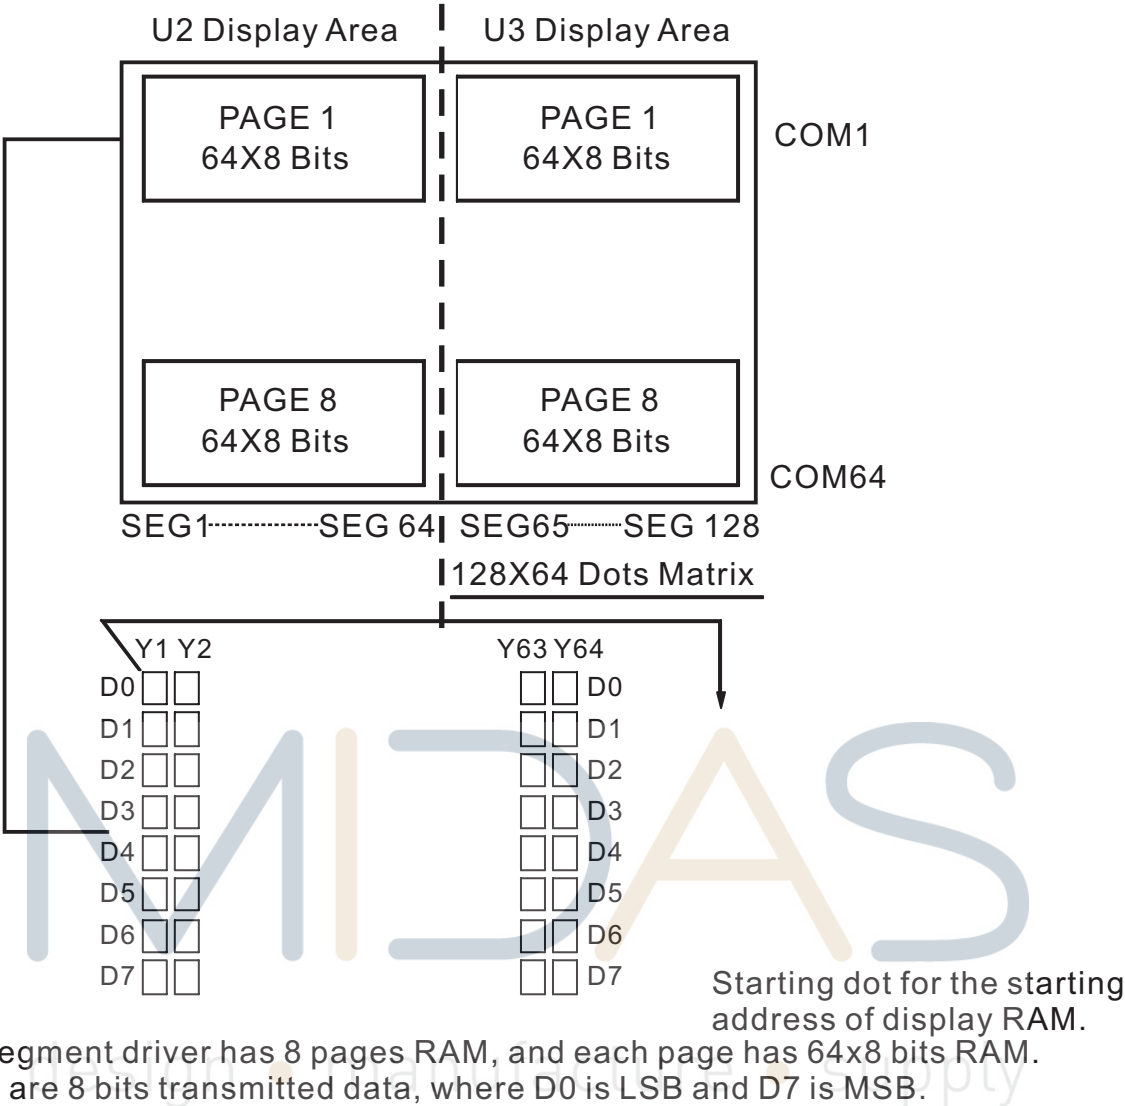 U2 Display Area U3 Display Area
PAGE 1 PAGE 1
64X8 Bits 64X8 Bits
COM1
PAGE 8 PAGE 8
64X8 Bits 64X8 Bits
COM64
SEG1 SEG 64 SEG65 SEG 128
128X64 Dots Matrix
Y1 Y2 Y63 Y64
D0 D0
D1 D1
D2 D2
D3 D3
D4 D4
D5 D5
D6 D6
D7 D7
MIDAS
Starting dot for the starting
address of display RAM.
egment driver has 8 pages RAM, and each page has 64x8 bits RAM.
are 8 bits transmitted data, where D0 is LSB and D7 is MSB.
design • manufacture • supply